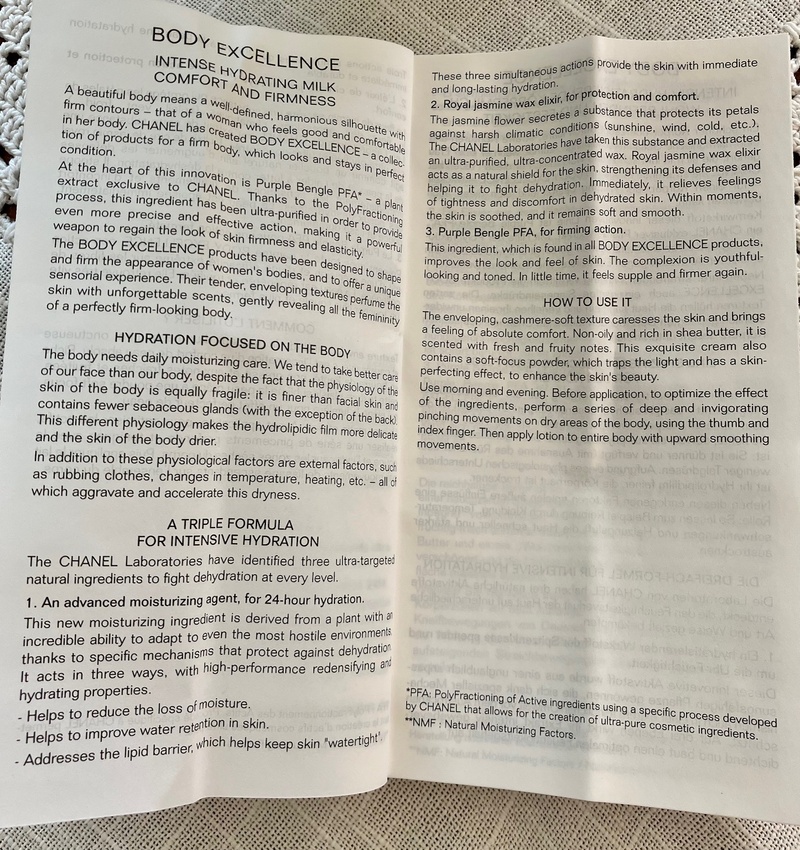 BODY EXCELLENCE
INTENSE HYDRATING MILK
COMFORT AND FIRMNESS
A beautiful body means a well-defined, harmonious silhouette with
firm contours – that of a woman who feels good and comfortable
in her body. CHANEL has created BODY EXCELLENCE – a collec-
tion of products for a firm body, which looks and stays in perfect
condition.
At the heart of this innovation is Purple Bengle PFA* – a plant
extract exclusive to CHANEL. Thanks to the PolyFractioning
process, this ingredient has been ultra-purified in order to provide
even more precise and effective action, making it a powerful
weapon to regain the look of skin firmness and elasticity.
The BODY EXCELLENCE products have been designed to shape
and firm the appearance of women's bodies, and to offer a unique
sensorial experience. Their tender, enveloping textures perfume the
skin with unforgettable scents, gently revealing all the femininity
of a perfectly firm-looking body.
HYDRATION FOCUSED ON THE BODY
The body needs daily moisturizing care. We tend to take better care
of our face than our body, despite the fact that the physiology of the
skin of the body is equally fragile: it is finer than facial skin and
contains fewer sebaceous glands (with the exception of the back).
This different physiology makes the hydrolipidic film more delicate
and the skin of the body drier.
In addition to these physiological factors are external factors, such
as rubbing clothes, changes in temperature, heating, etc. – all of
which aggravate and accelerate this dryness.
A TRIPLE FORMULA
FOR INTENSIVE HYDRATION
The CHANEL Laboratories have identified three ultra-targeted
natural ingredients to fight dehydration at every level.
1. An advanced moisturizing agent, for 24-hour hydration.
This new moisturizing ingredient is derived from a plant with an
incredible ability to adapt to even the most hostile environments,
thanks to specific mechanisms that protect against dehydration.
It acts in three ways, with high-performance redensifying and
hydrating properties.
- Helps to reduce the loss of moisture.
- Helps to improve water retention in skin.
- Addresses the lipid barrier, which helps keep skin "watertight".
These three simultaneous actions provide the skin with immediate
and long-lasting hydration.
2. Royal jasmine wax elixir, for protection and comfort.
The jasmine flower secretes a substance that protects its petals
against harsh climatic conditions (sunshine, wind, cold, etc.).
The CHANEL Laboratories have taken this substance and extracted
an ultra-purified, ultra-concentrated wax. Royal jasmine wax elixir
acts as a natural shield for the skin, strengthening its defenses and
helping it to fight dehydration. Immediately, it relieves feelings
of tightness and discomfort in dehydrated skin. Within moments,
the skin is soothed, and it remains soft and smooth.
3. Purple Bengle PFA, for firming action.
This ingredient, which is found in all BODY EXCELLENCE products,
improves the look and feel of skin. The complexion is youthful-
looking and toned. In little time, it feels supple and firmer again.
HOW TO USE IT
The enveloping, cashmere-soft texture caresses the skin and brings
a feeling of absolute comfort. Non-oily and rich in shea butter, it is
scented with fresh and fruity notes. This exquisite cream also
contains a soft-focus powder, which traps the light and has a skin-
perfecting effect, to enhance the skin's beauty.
Use morning and evening. Before application, to optimize the effect
of the ingredients, perform a series of deep and invigorating
pinching movements on dry areas of the body, using the thumb and
index finger. Then apply lotion to entire body with upward smoothing
movements.
*PFA: PolyFractioning of Active ingredients using a specific process developed
by CHANEL that allows for the creation of ultra-pure cosmetic ingredients.
**NMF : Natural Moisturizing Factors.